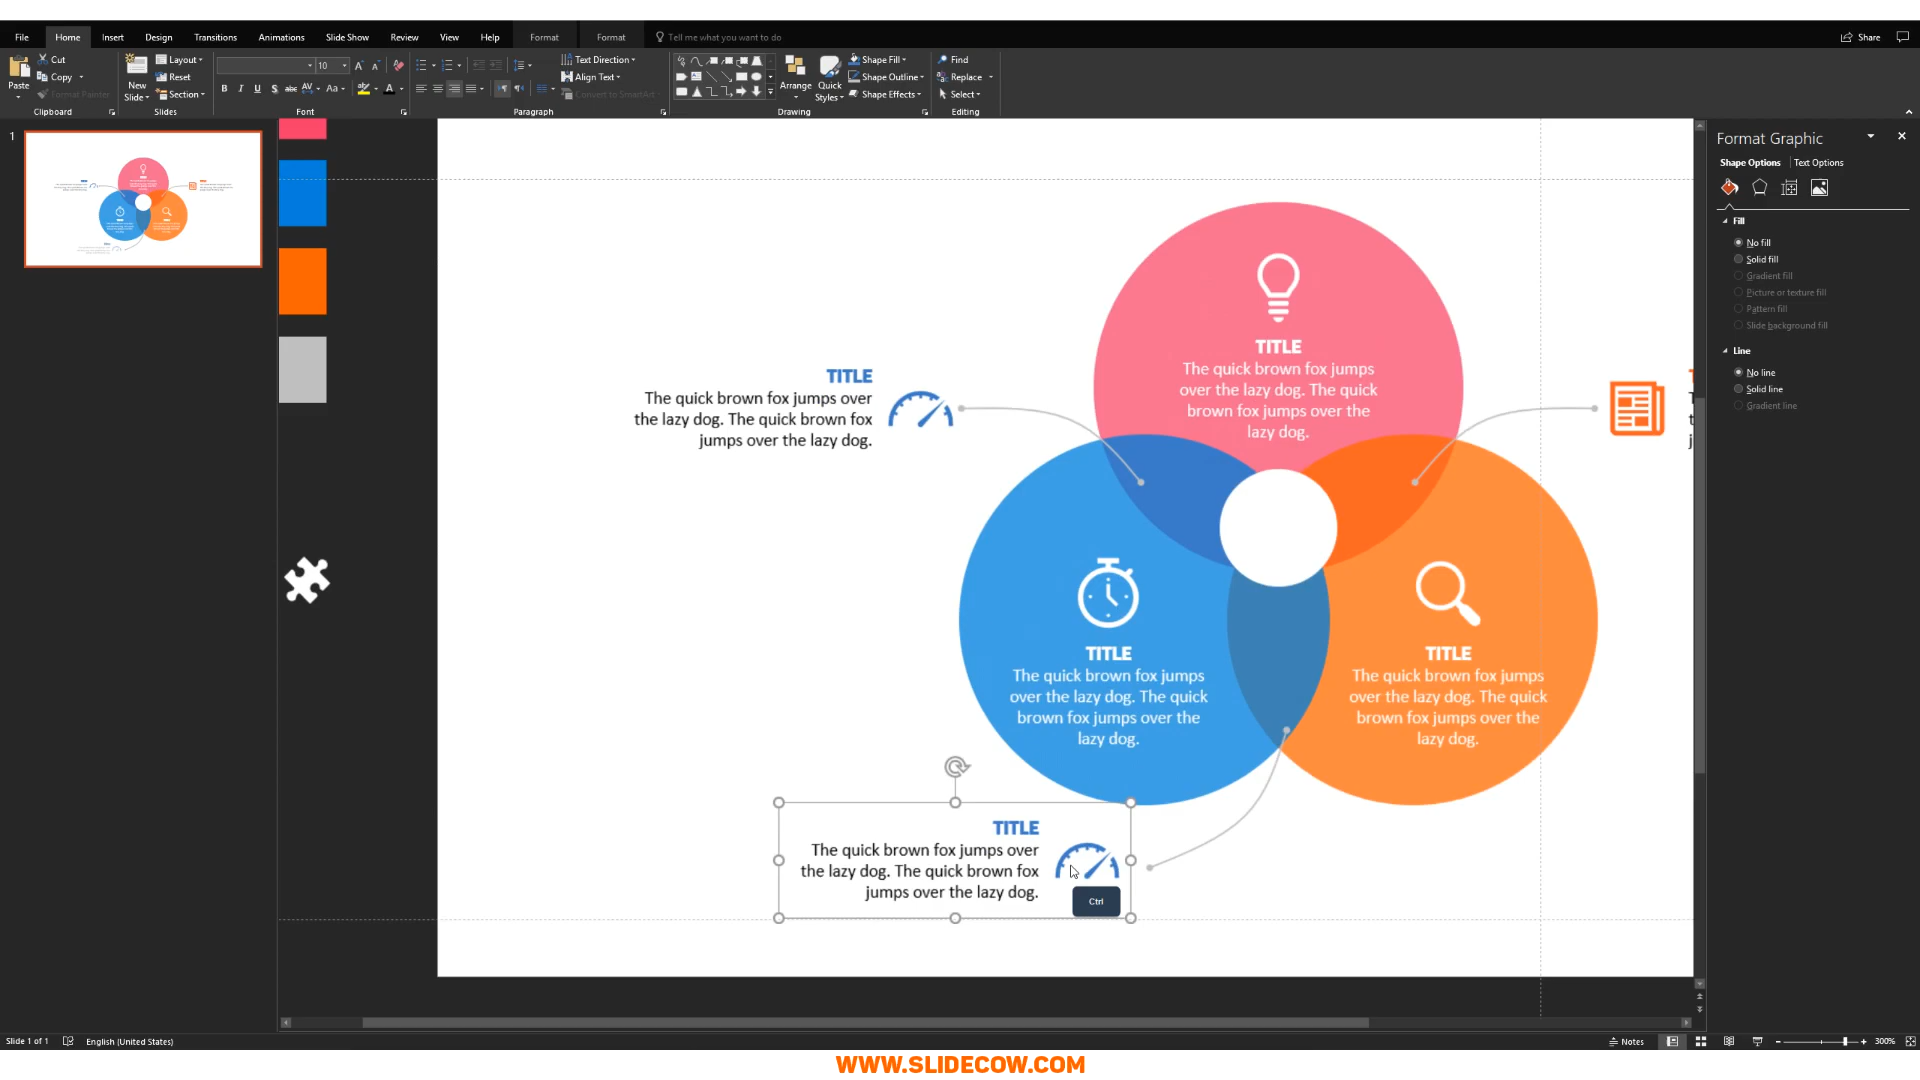 File Home Insert Design Transitions Animations Slide Show Review View Help Format Format Tell me what you want to do Share
Paste
Cut
Copy
Format Painter
Clipboard
New
Slide
Layout
Reset
Section
Slides
10
B I U S abc AV Aa A
Font
Text Direction
Align Text
Convert to SmartArt
Paragraph
Arrange
Quick
Styles
Shape Fill
Shape Outline
Shape Effects
Drawing
Find
Replace
Select
Editing
1
TITLE
The quick brown fox jumps over
the lazy dog. The quick brown fox
jumps over the lazy dog.
TITLE
The quick brown fox jumps
over the lazy dog. The quick
brown fox jumps over the
lazy dog.
TITLE
The quick brown fox jumps
over the lazy dog. The quick
brown fox jumps over the
lazy dog.
TITLE
The quick brown fox jumps
over the lazy dog. The quick
brown fox jumps over the
lazy dog.
TITLE
The quick brown fox jumps over
the lazy dog. The quick brown fox
jumps over the lazy dog.
Ctrl
Format Graphic
Shape Options Text Options
Fill
No fill
Solid fill
Gradient fill
Picture or texture fill
Pattern fill
Slide background fill
Line
No line
Solid line
Gradient line
Slide 1 of 1 English (United States) Notes 300%
WWW.SLIDECOW.COM